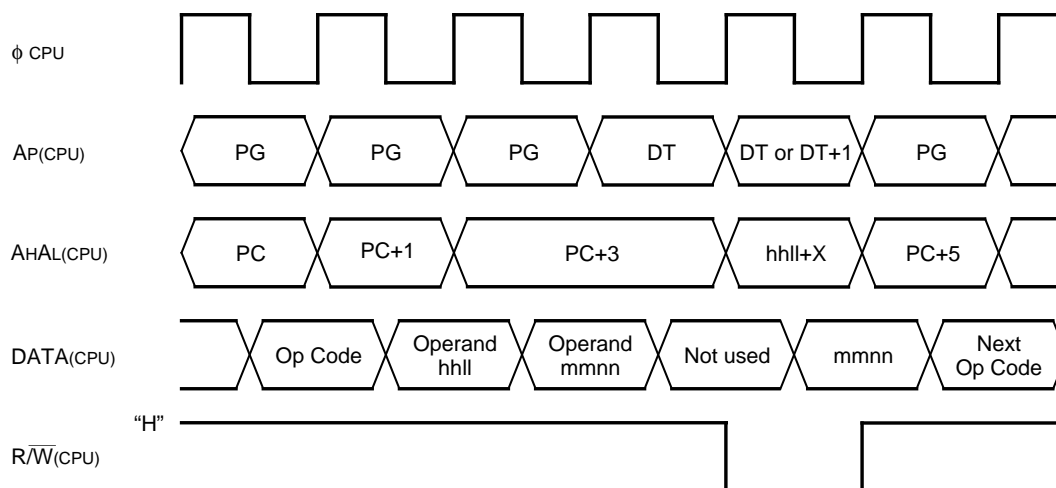 ϕ CPU
AP(CPU)
PG
PG
PG
DT
DT or DT+1
PG
AHAL(CPU)
PC
PC+1
PC+3
hhll+X
PC+5
DATA(CPU)
Op Code
Operand
hhll
Operand
mmnn
Not used
mmnn
Next
Op Code
“H”
R/W̅(CPU)